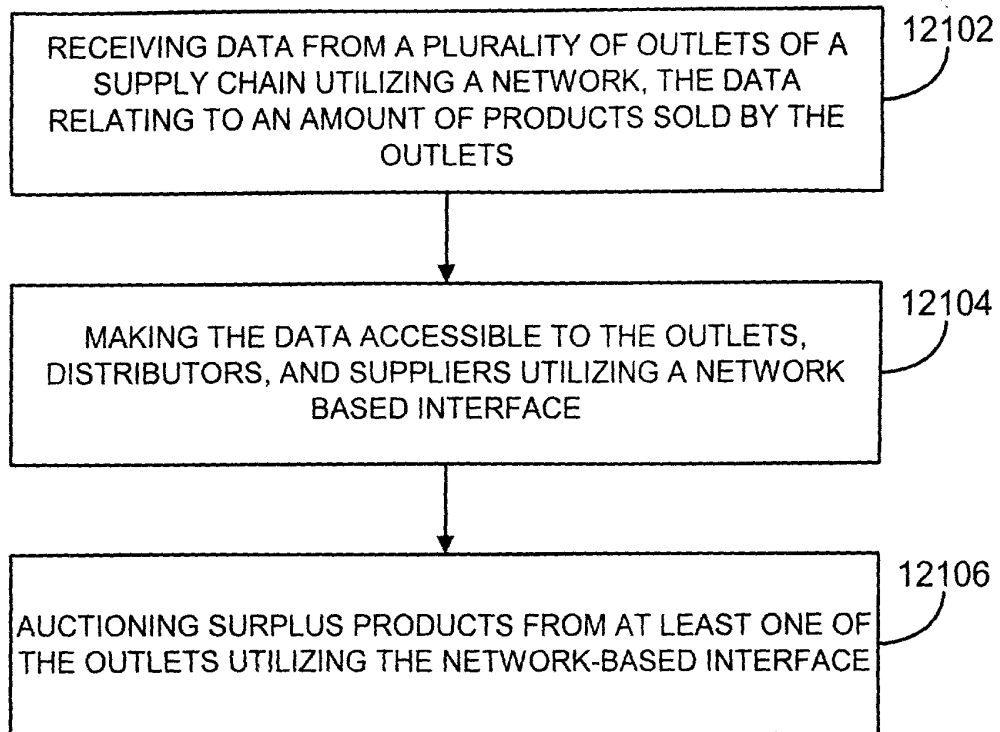 RECEIVING DATA FROM A PLURALITY OF OUTLETS OF A
SUPPLY CHAIN UTILIZING A NETWORK, THE DATA
RELATING TO AN AMOUNT OF PRODUCTS SOLD BY THE
OUTLETS
12102
MAKING THE DATA ACCESSIBLE TO THE OUTLETS,
DISTRIBUTORS, AND SUPPLIERS UTILIZING A NETWORK
BASED INTERFACE
12104
AUCTIONING SURPLUS PRODUCTS FROM AT LEAST ONE OF
THE OUTLETS UTILIZING THE NETWORK-BASED INTERFACE
12106